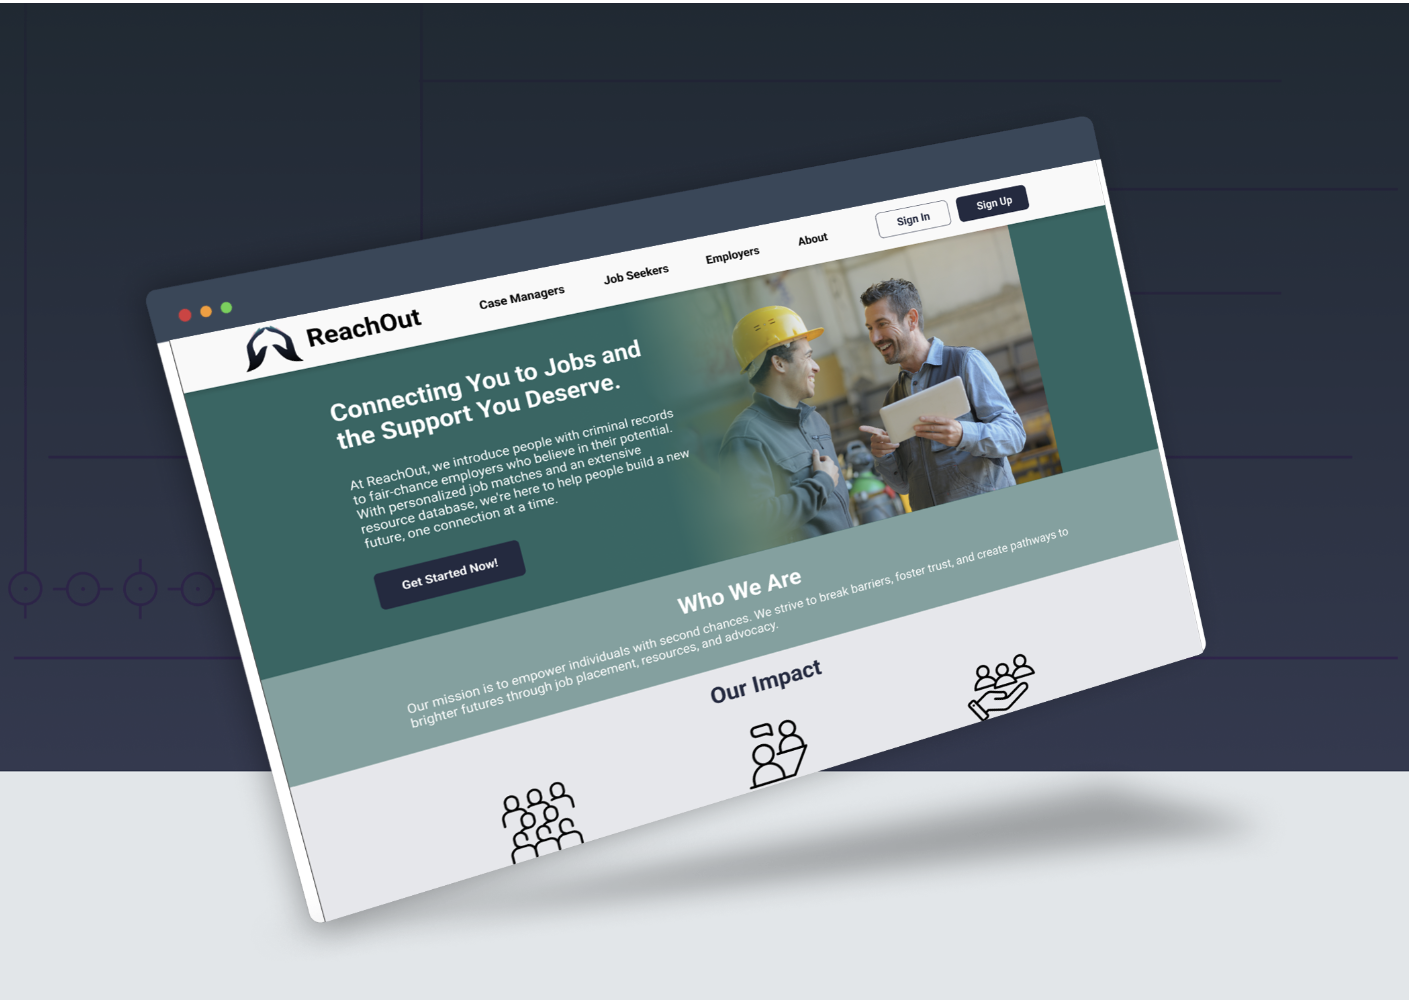 ReachOut
Case Managers
Job Seekers
Employers
About
Sign In
Sign Up
Connecting You to Jobs and
the Support You Deserve.
At ReachOut, we introduce people with criminal records
to fair-chance employers who believe in their potential.
With personalized job matches and an extensive
resource database, we're here to help people build a new
future, one connection at a time.
Get Started Now!
Who We Are
Our mission is to empower individuals with second chances. We strive to break barriers, foster trust, and create pathways to
brighter futures through job placement, resources, and advocacy.
Our Impact